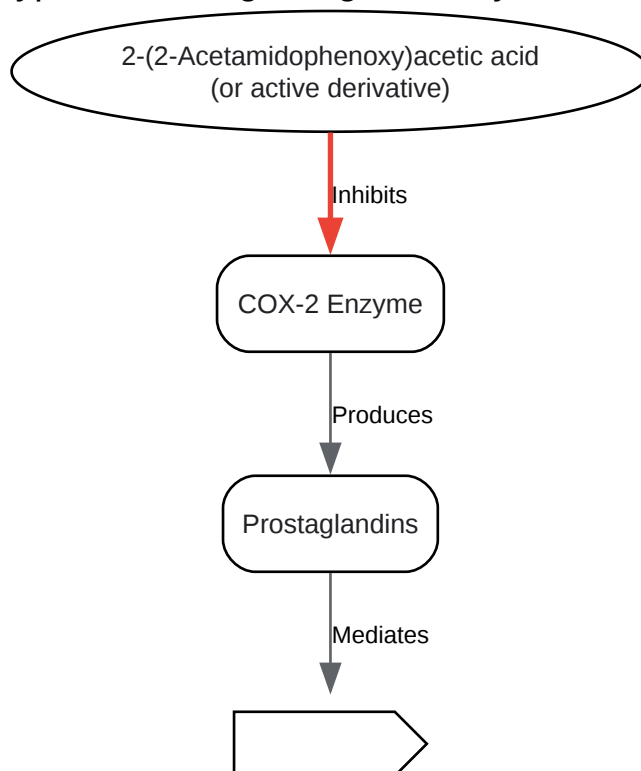 2-(2-Acetamidophenoxy)acetic acid
(or active derivative)
Inhibits
COX-2 Enzyme
Produces
Prostaglandins
Mediates